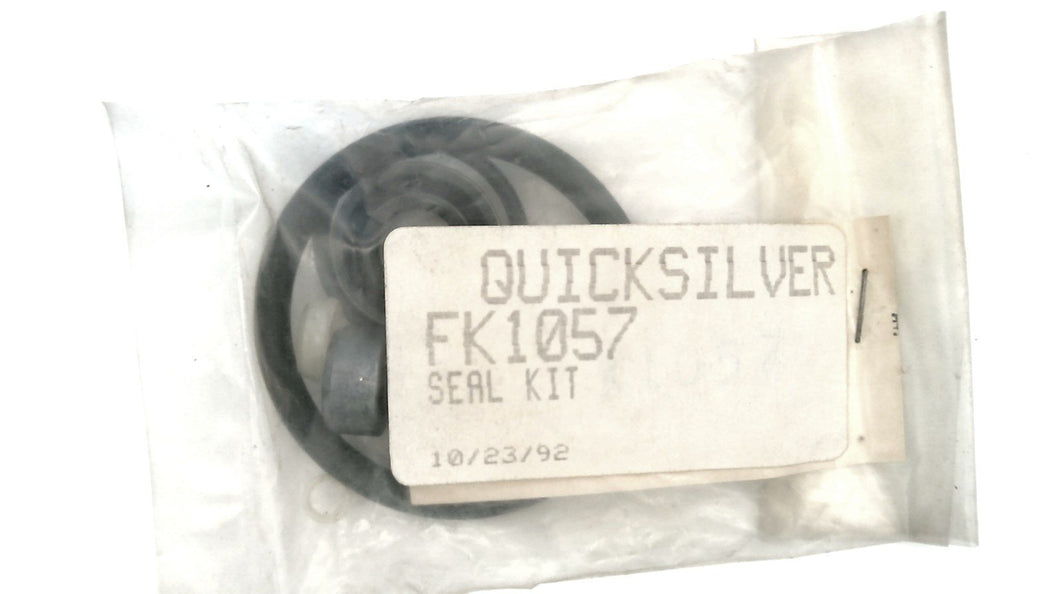 QUICKSILVER
FK1057
SEAL KIT
10/23/92